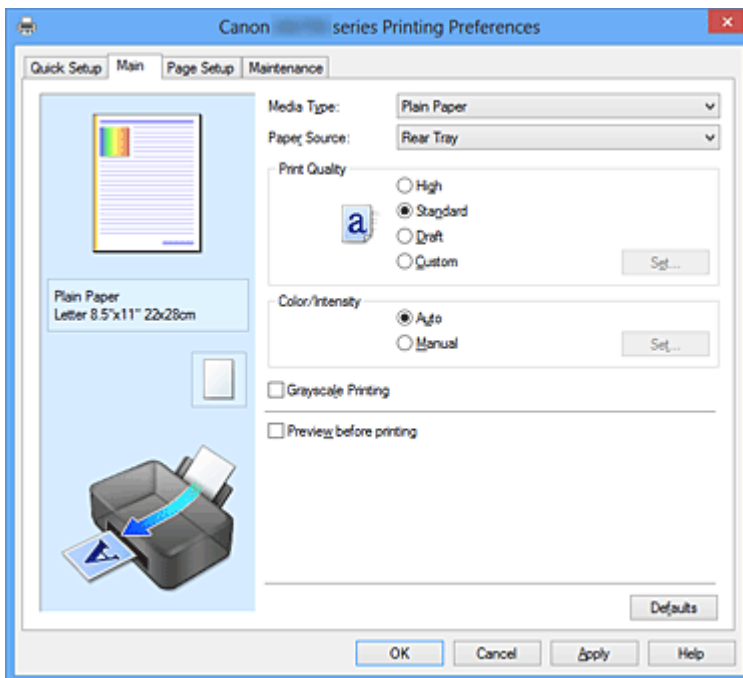 Canon series Printing Preferences
Quick Setup Main Page Setup Maintenance
Media Type: Plain Paper
Paper Source: Rear Tray
Print Quality
High
a Standard
Draft
Custom Set...
Plain Paper
Letter 8.5"x11" 22x28cm
Color/Intensity
Auto
Manual Set...
Grayscale Printing
Preview before printing
A
Defaults
OK Cancel Apply Help